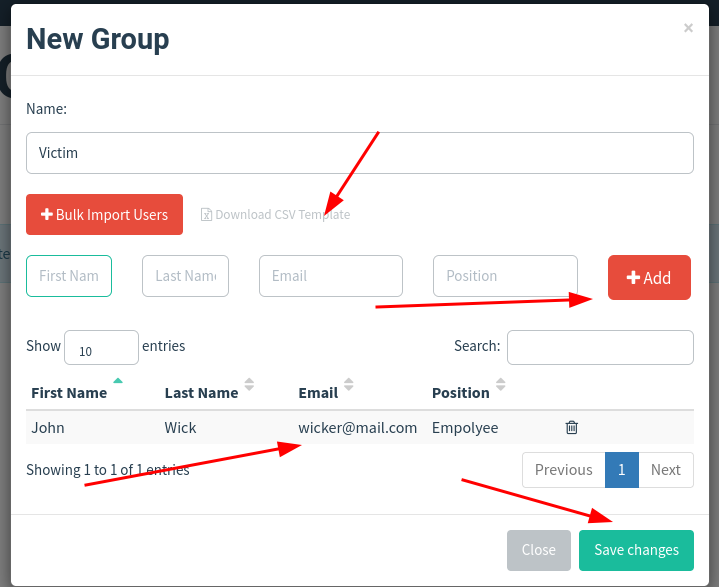 New Group
×
Name:
Victim
Bulk Import Users
Download CSV Template
First Nam
Last Name
Email
Position
Add
Show 10 entries
Search:
First Name Last Name Email Position
John Wick wicker@mail.com Empolyee
Showing 1 to 1 of 1 entries
Previous 1 Next
Close
Save changes